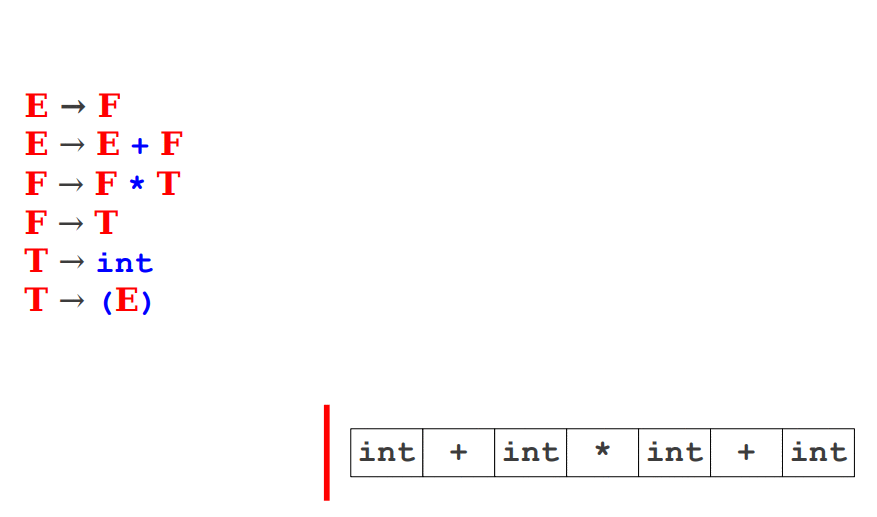 E → F
E → E + F
F → F * T
F → T
T → int
T → (E)
int + int * int + int